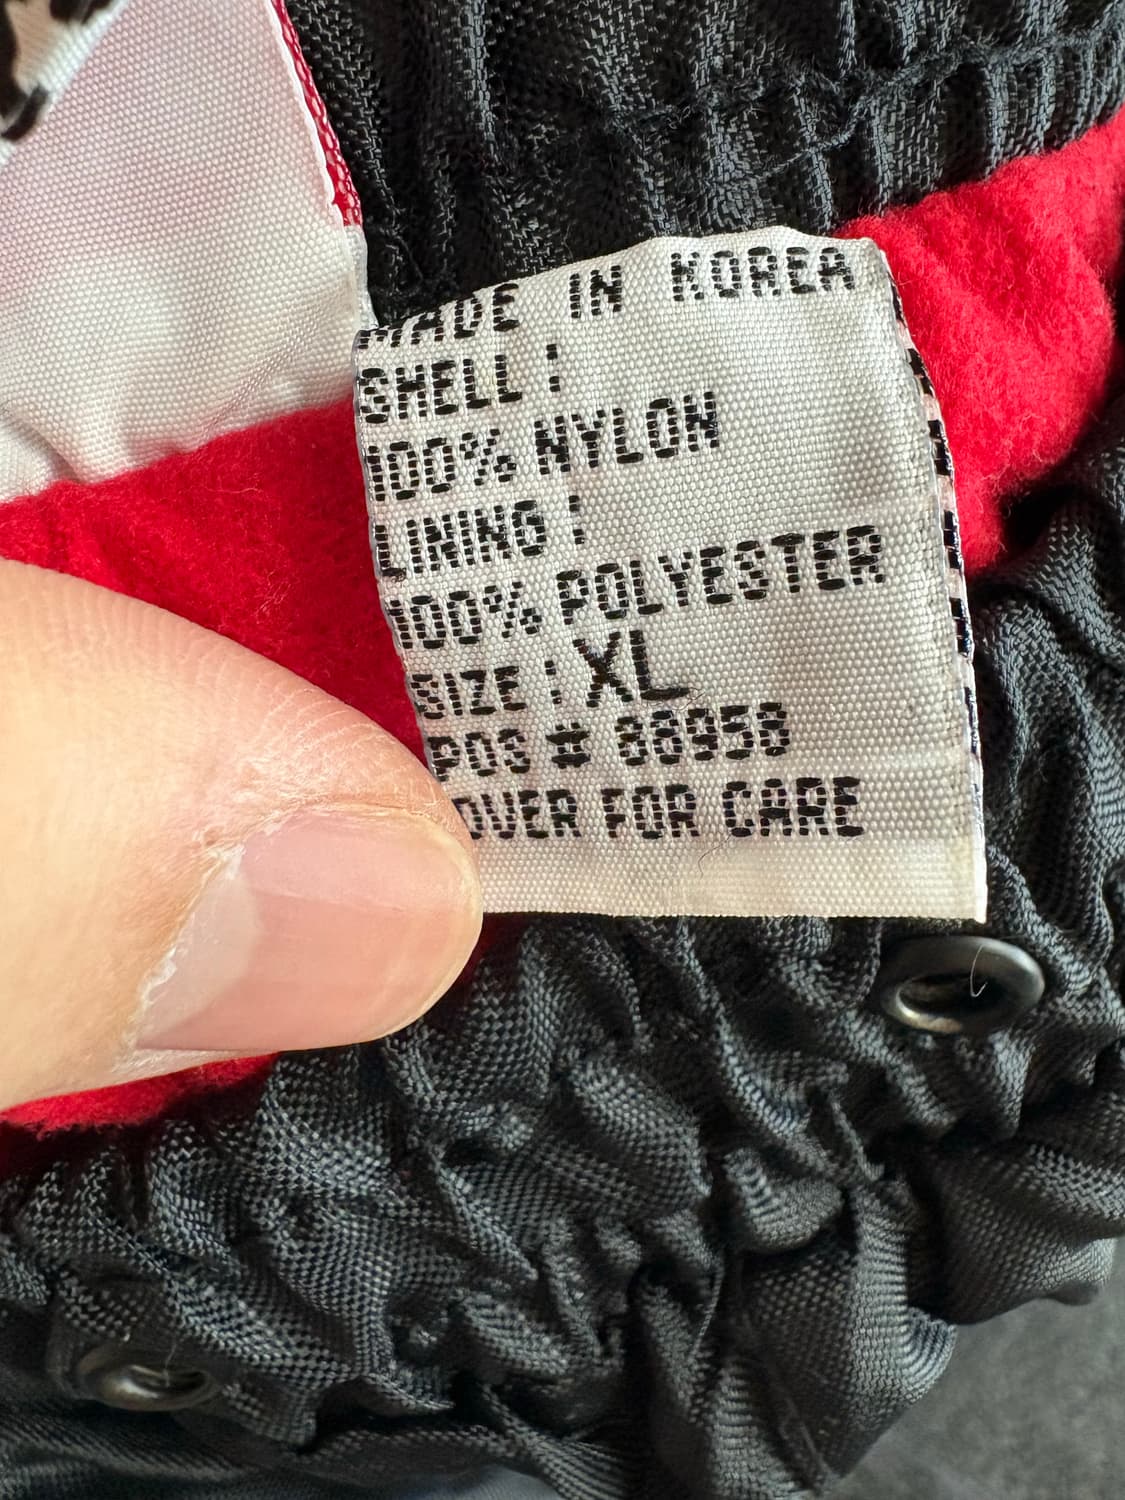 MADE IN KOREA
SHELL :
100% NYLON
LINING :
100% POLYESTER
SIZE : XL
POS # 88958
OVER FOR CARE